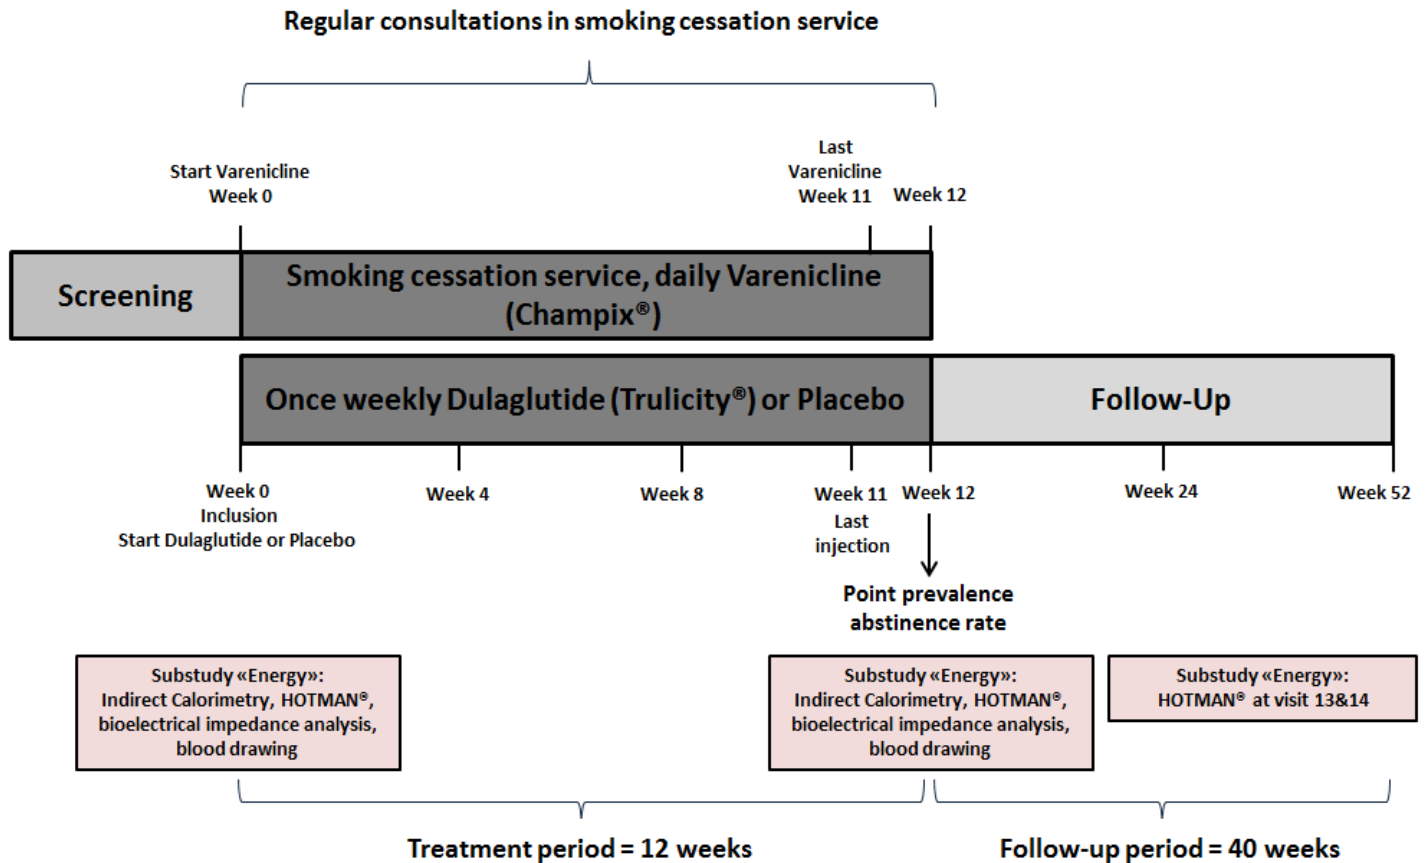 Regular consultations in smoking cessation service
Start Varenicline
Week 0
Last
Varenicline
Week 11
Week 12
Screening
Smoking cessation service, daily Varenicline
(Champix®)
Once weekly Dulaglutide (Trulicity®) or Placebo
Follow-Up
Week 0
Inclusion
Start Dulaglutide or Placebo
Week 4
Week 8
Week 11
Last
injection
Week 12
Week 24
Week 52
Point prevalence
abstinence rate
Substudy «Energy»:
Indirect Calorimetry, HOTMAN®,
bioelectrical impedance analysis,
blood drawing
Substudy «Energy»:
Indirect Calorimetry, HOTMAN®,
bioelectrical impedance analysis,
blood drawing
Substudy «Energy»:
HOTMAN® at visit 13&14
Treatment period = 12 weeks
Follow-up period = 40 weeks